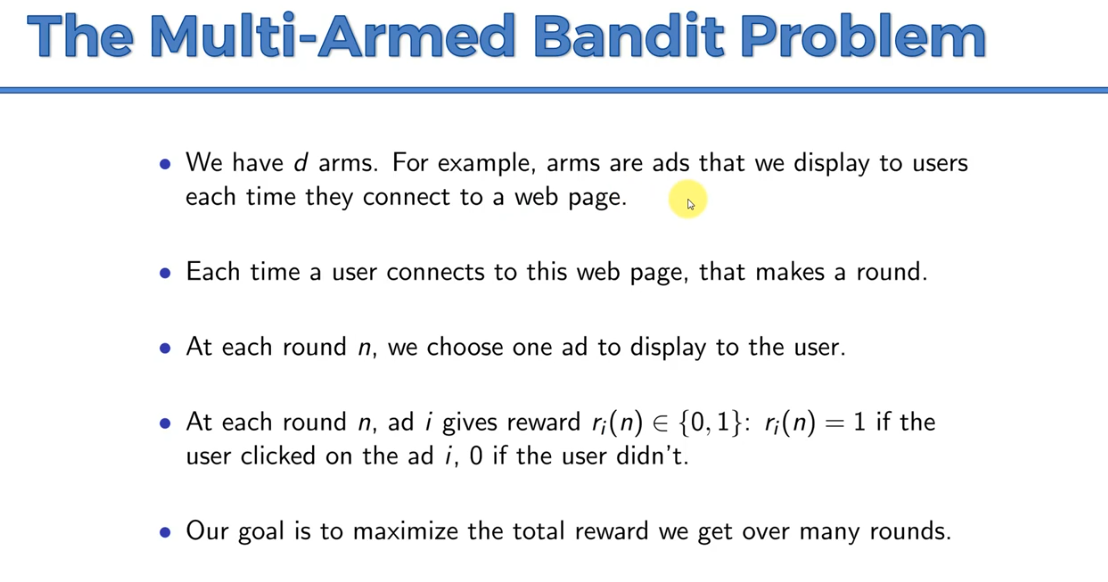 The Multi-Armed Bandit Problem
• We have d arms. For example, arms are ads that we display to users
each time they connect to a web page.
• Each time a user connects to this web page, that makes a round.
• At each round n, we choose one ad to display to the user.
• At each round n, ad i gives reward rᵢ(n) ∈ {0, 1}: rᵢ(n) = 1 if the
user clicked on the ad i, 0 if the user didn't.
• Our goal is to maximize the total reward we get over many rounds.